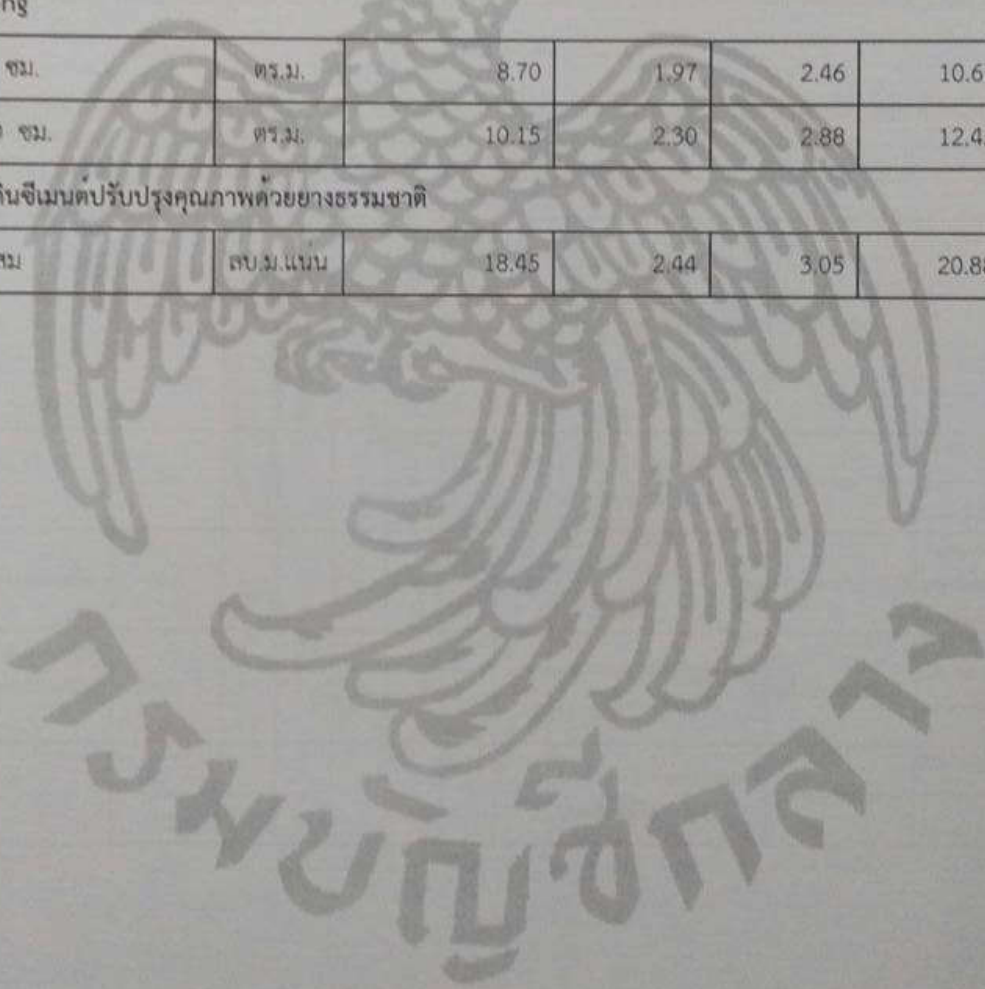 ซม. ตร.ม. 8.70 1.97 2.46 10.6
ซม. ตร.ม. 10.15 2.30 2.88 12.4
ดินซีเมนต์ปรับปรุงคุณภาพด้วยยางธรรมชาติ
ลบ.ม.แน่น 18.45 2.44 3.05 20.88
กรมบัญชีกลาง